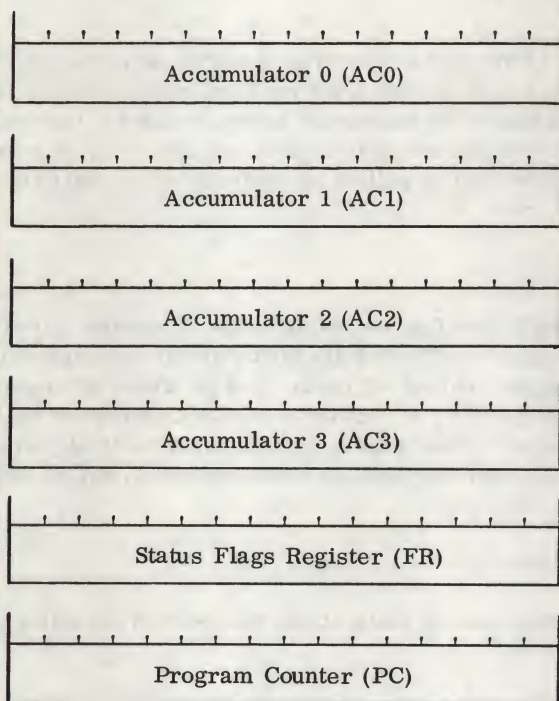 Accumulator 0 (AC0)
Accumulator 1 (AC1)
Accumulator 2 (AC2)
Accumulator 3 (AC3)
Status Flags Register (FR)
Program Counter (PC)